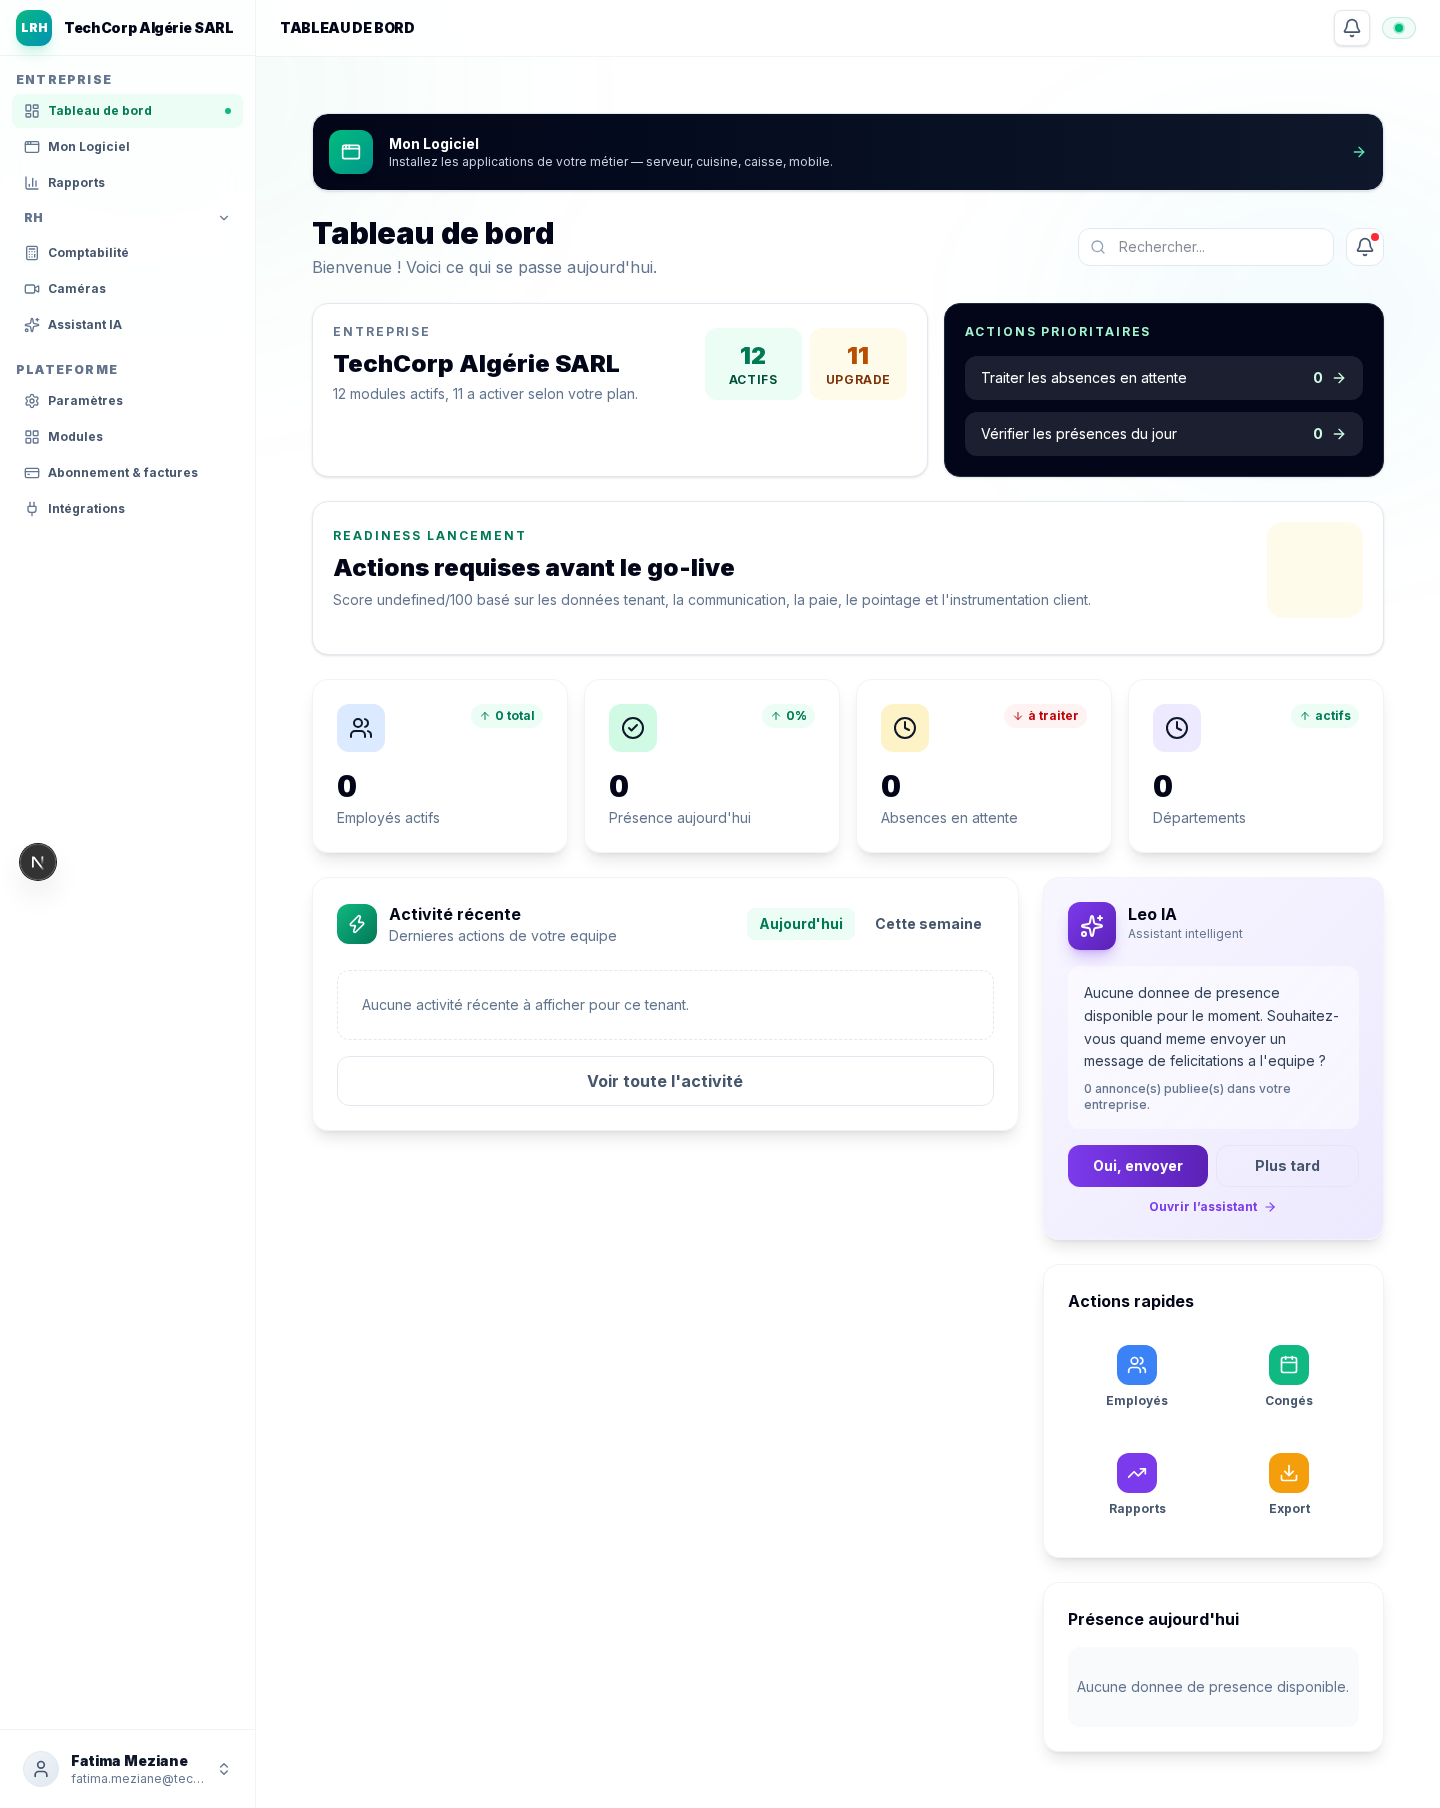 LRH
TechCorp Algérie SARL
TABLEAU DE BORD
ENTREPRISE
Tableau de bord
Mon Logiciel
Rapports
RH
Comptabilité
Caméras
Assistant IA
PLATEFORME
Paramètres
Modules
Abonnement & factures
Intégrations
Fatima Meziane
fatima.meziane@tec...
Mon Logiciel
Installez les applications de votre métier — serveur, cuisine, caisse, mobile.
Tableau de bord
Bienvenue ! Voici ce qui se passe aujourd'hui.
Rechercher...
ENTREPRISE
TechCorp Algérie SARL
12 modules actifs, 11 a activer selon votre plan.
12
ACTIFS
11
UPGRADE
ACTIONS PRIORITAIRES
Traiter les absences en attente 0
Vérifier les présences du jour 0
READINESS LANCEMENT
Actions requises avant le go-live
Score undefined/100 basé sur les données tenant, la communication, la paie, le pointage et l'instrumentation client.
0 total
0
Employés actifs
0%
0
Présence aujourd'hui
à traiter
0
Absences en attente
actifs
0
Départements
Activité récente
Dernieres actions de votre equipe
Aujourd'hui
Cette semaine
Aucune activité récente à afficher pour ce tenant.
Voir toute l'activité
Leo IA
Assistant intelligent
Aucune donnee de presence
disponible pour le moment. Souhaitez-
vous quand meme envoyer un
message de felicitations a l'equipe ?
0 annonce(s) publiee(s) dans votre
entreprise.
Oui, envoyer
Plus tard
Ouvrir l’assistant
Actions rapides
Employés
Congés
Rapports
Export
Présence aujourd'hui
Aucune donnee de presence disponible.